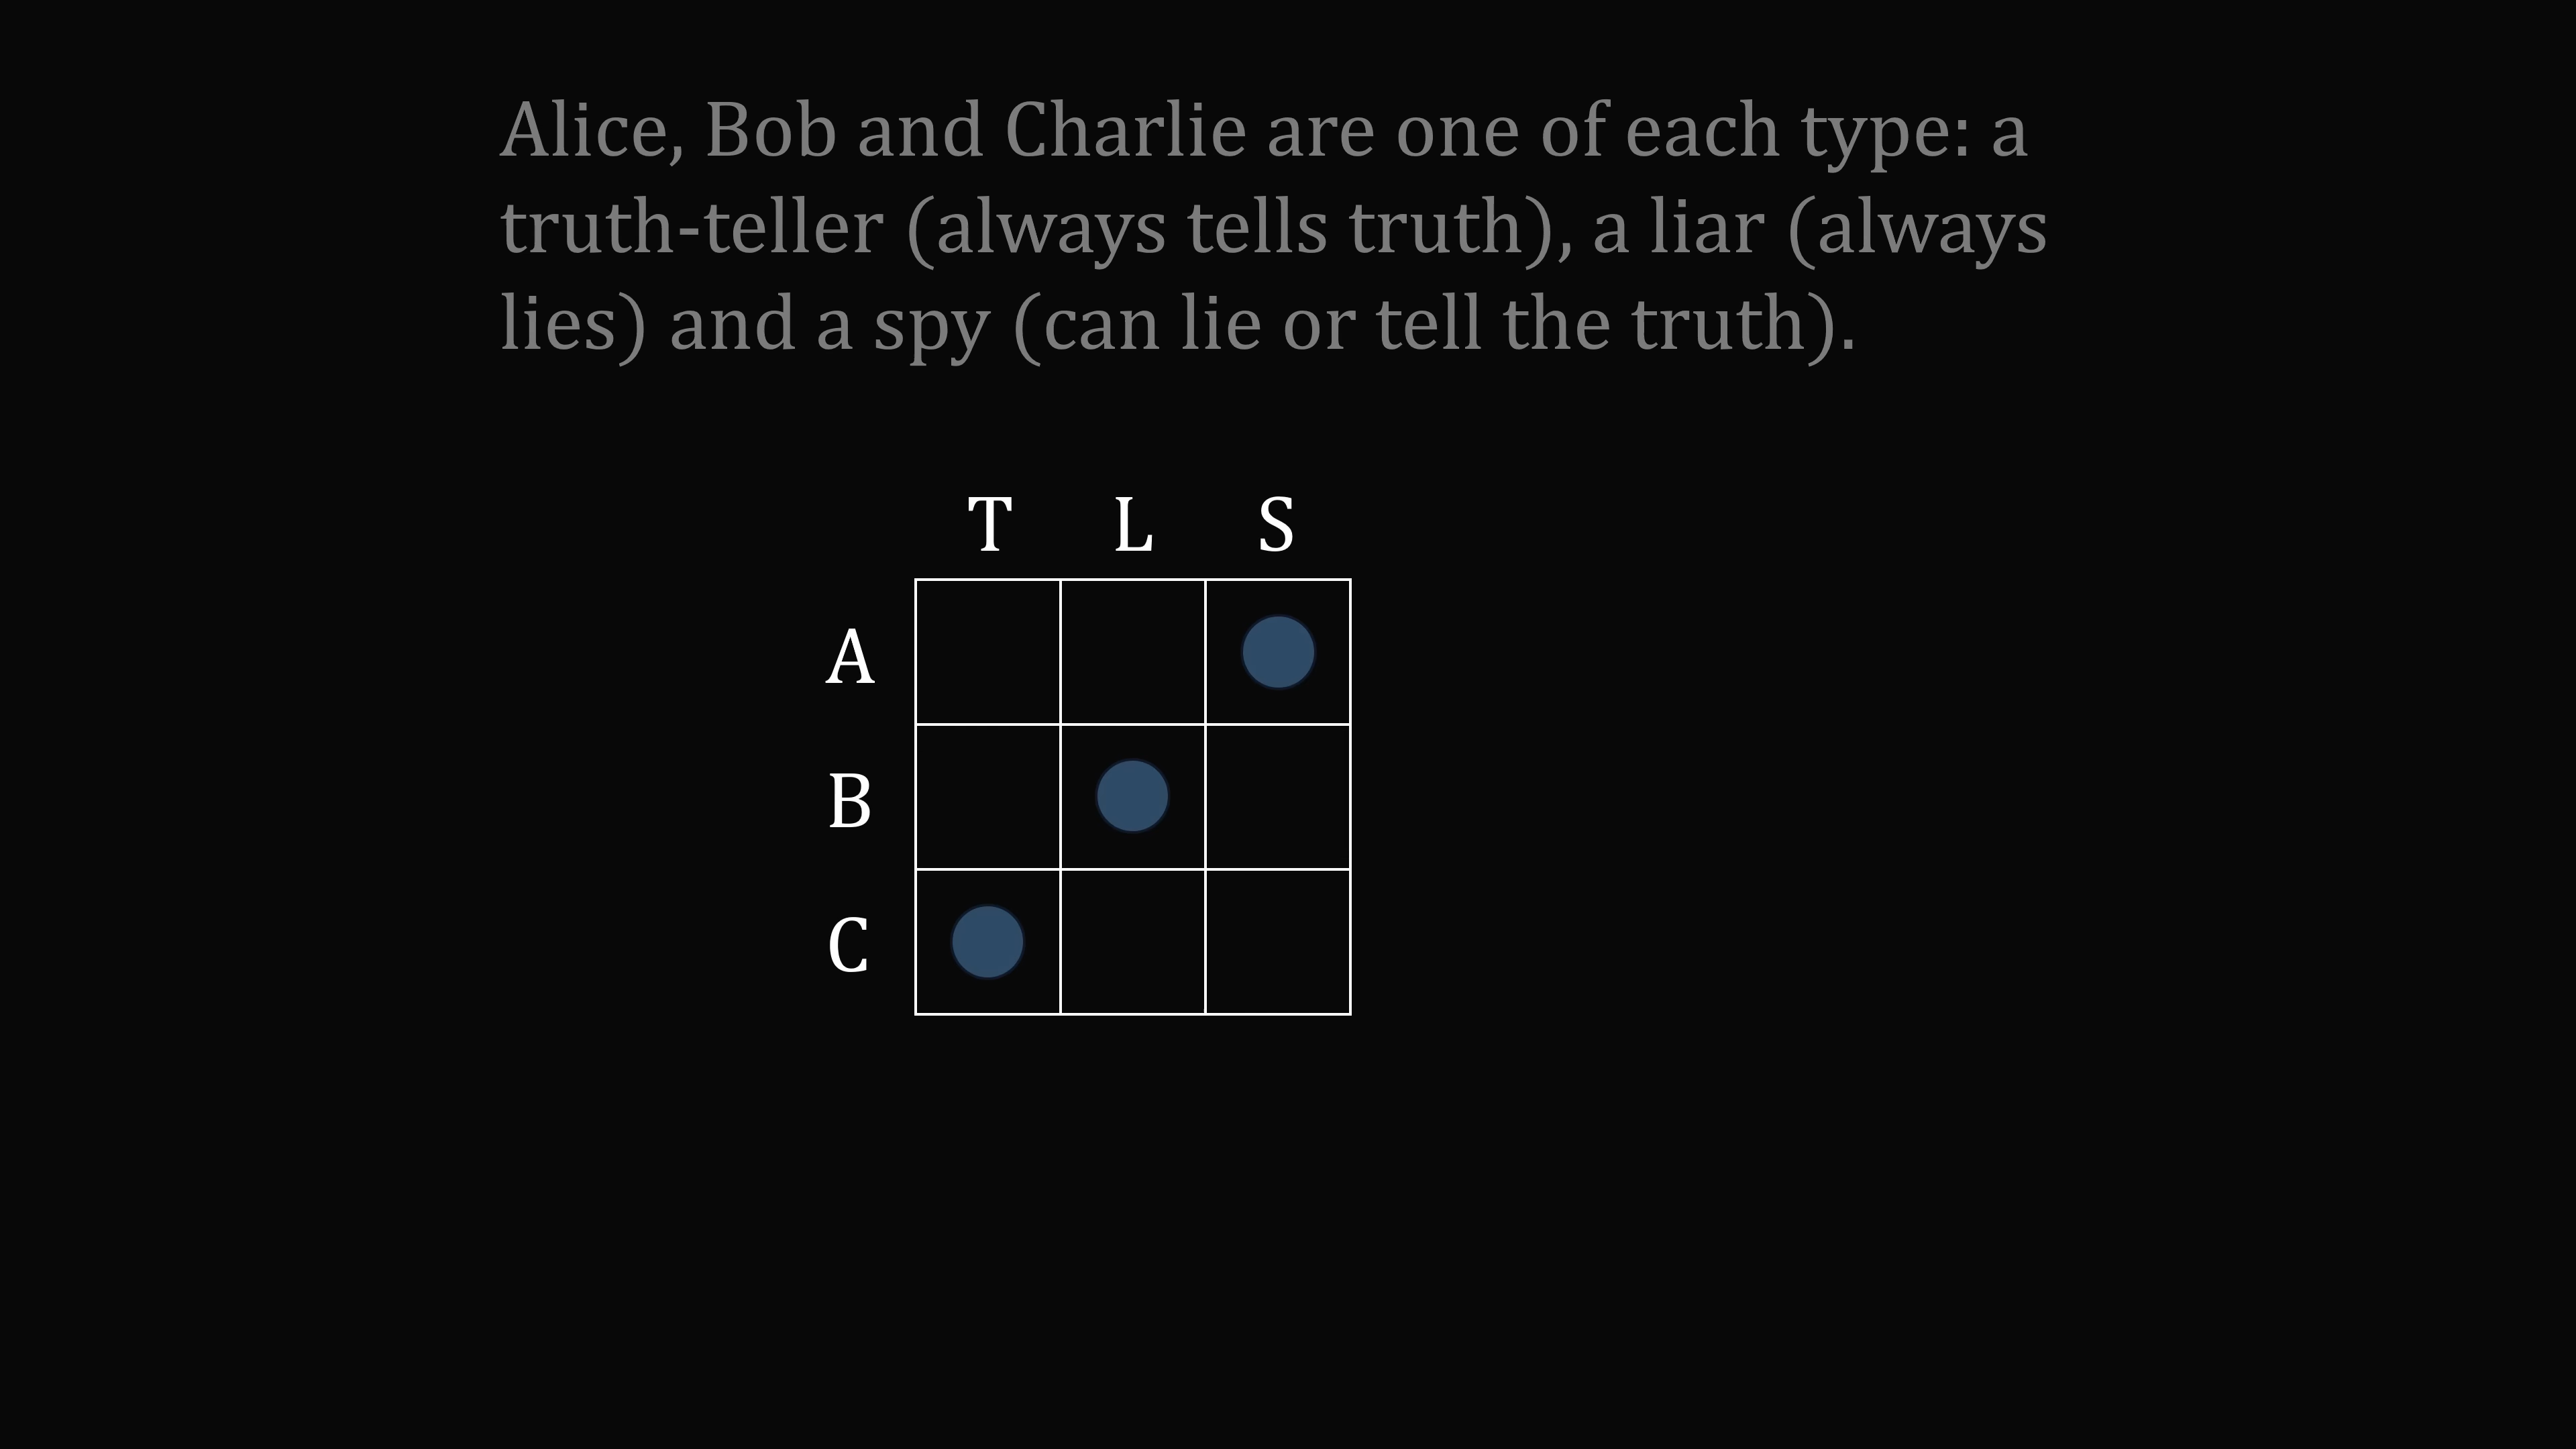 Alice, Bob and Charlie are one of each type: a
truth-teller (always tells truth), a liar (always
lies) and a spy (can lie or tell the truth).
T L S
A
B
C